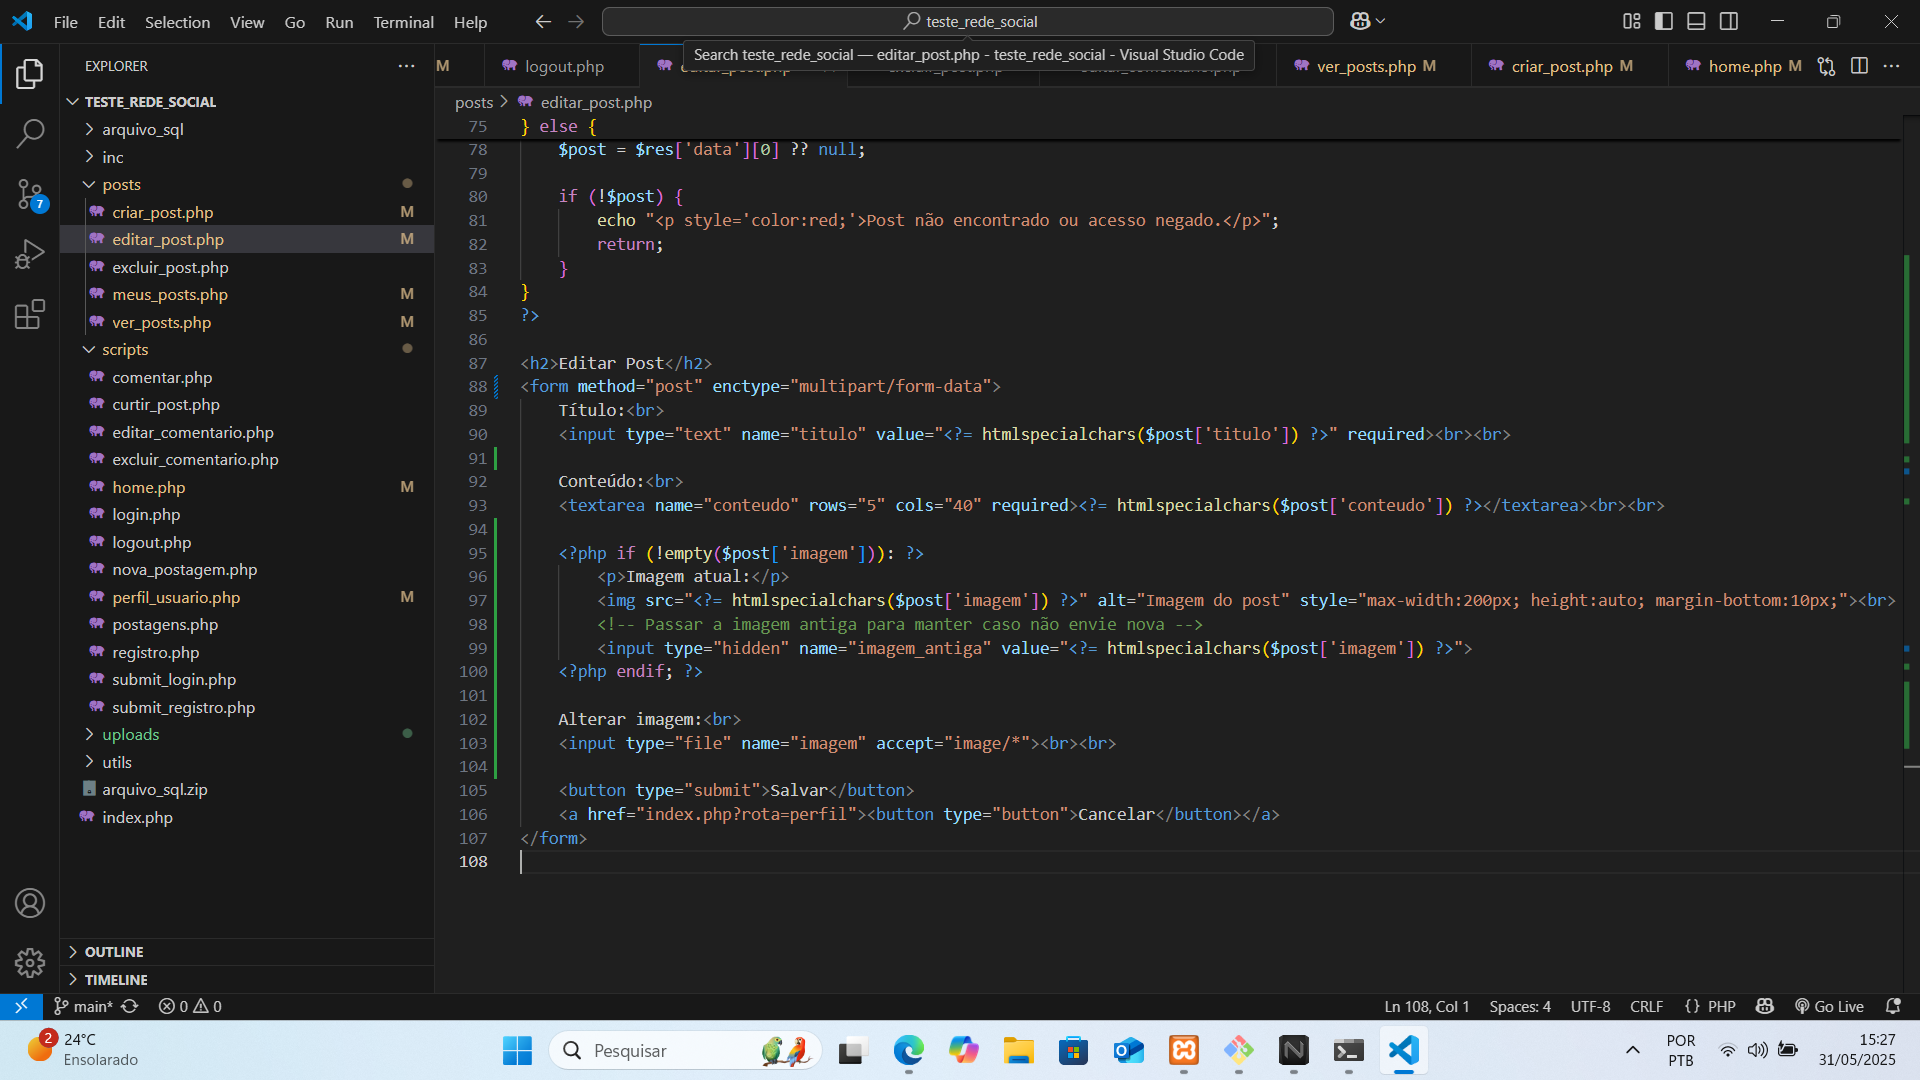 File Edit Selection View Go Run Terminal Help
teste_rede_social
Search teste_rede_social — editar_post.php - teste_rede_social - Visual Studio Code
EXPLORER
M
logout.php
ver_posts.php M
criar_post.php M
home.php M
posts > editar_post.php
TESTE_REDE_SOCIAL
arquivo_sql
inc
posts
criar_post.php M
editar_post.php M
excluir_post.php
meus_posts.php M
ver_posts.php M
scripts
comentar.php
curtir_post.php
editar_comentario.php
excluir_comentario.php
home.php M
login.php
logout.php
nova_postagem.php
perfil_usuario.php M
postagens.php
registro.php
submit_login.php
submit_registro.php
uploads
utils
arquivo_sql.zip
index.php
OUTLINE
TIMELINE
7
75 } else {
78 $post = $res['data'][0] ?? null;
79
80 if (!$post) {
81 echo "<p style='color:red;'>Post não encontrado ou acesso negado.</p>";
82 return;
83 }
84 }
85 ?>
86
87 <h2>Editar Post</h2>
88 <form method="post" enctype="multipart/form-data">
89 Título:<br>
90 <input type="text" name="titulo" value="<?= htmlspecialchars($post['titulo']) ?>" required><br><br>
91
92 Conteúdo:<br>
93 <textarea name="conteudo" rows="5" cols="40" required><?= htmlspecialchars($post['conteudo']) ?></textarea><br><br>
94
95 <?php if (!empty($post['imagem'])): ?>
96 <p>Imagem atual:</p>
97 <img src="<?= htmlspecialchars($post['imagem']) ?>" alt="Imagem do post" style="max-width:200px; height:auto; margin-bottom:10px;"><br>
98 <!-- Passar a imagem antiga para manter caso não envie nova -->
99 <input type="hidden" name="imagem_antiga" value="<?= htmlspecialchars($post['imagem']) ?>">
100 <?php endif; ?>
101
102 Alterar imagem:<br>
103 <input type="file" name="imagem" accept="image/*"><br><br>
104
105 <button type="submit">Salvar</button>
106 <a href="index.php?rota=perfil"><button type="button">Cancelar</button></a>
107 </form>
108
main* 0 0
Ln 108, Col 1 Spaces: 4 UTF-8 CRLF {} PHP Go Live
2
24°C
Ensolarado
Pesquisar
POR
PTB
15:27
31/05/2025